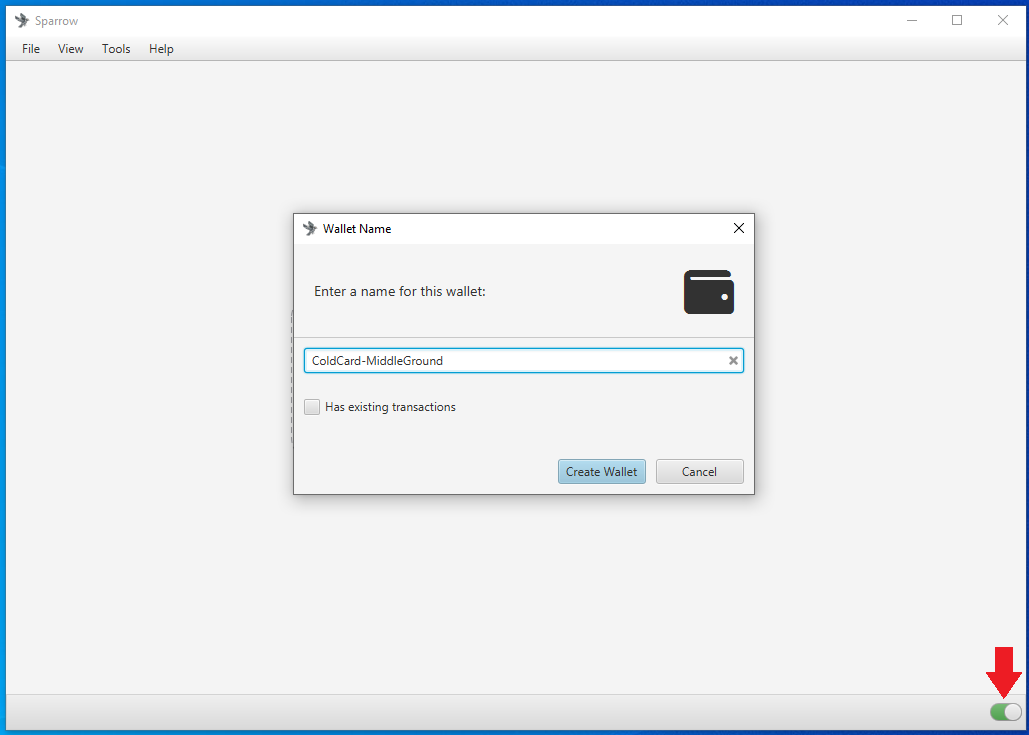 Sparrow
File View Tools Help
Wallet Name
Enter a name for this wallet:
ColdCard-MiddleGround
Has existing transactions
Create Wallet Cancel